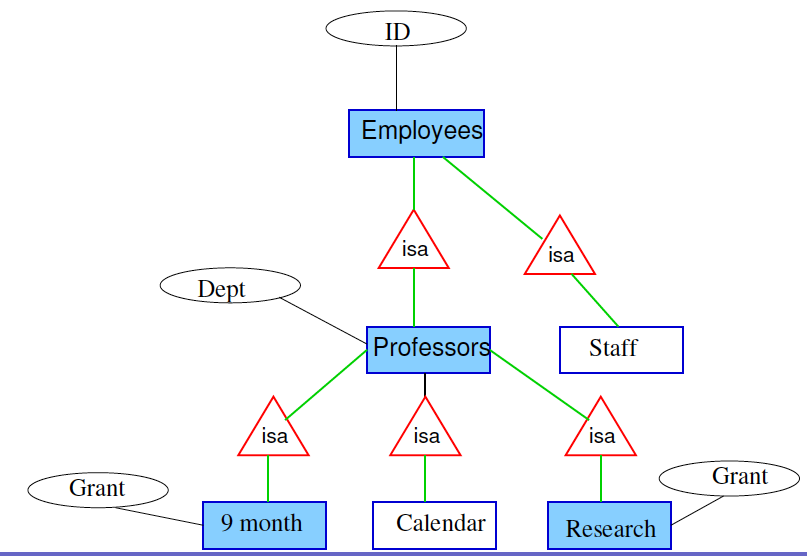 ID
Employees
isa
isa
Dept
Professors
Staff
isa
isa
isa
Grant
Grant
9 month
Calendar
Research